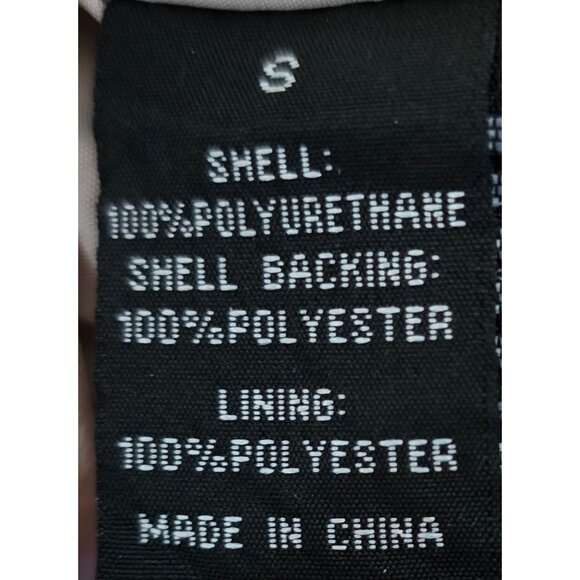 S
SHELL:
100%POLYURETHANE
SHELL BACKING:
100%POLYESTER
LINING:
100%POLYESTER
MADE IN CHINA